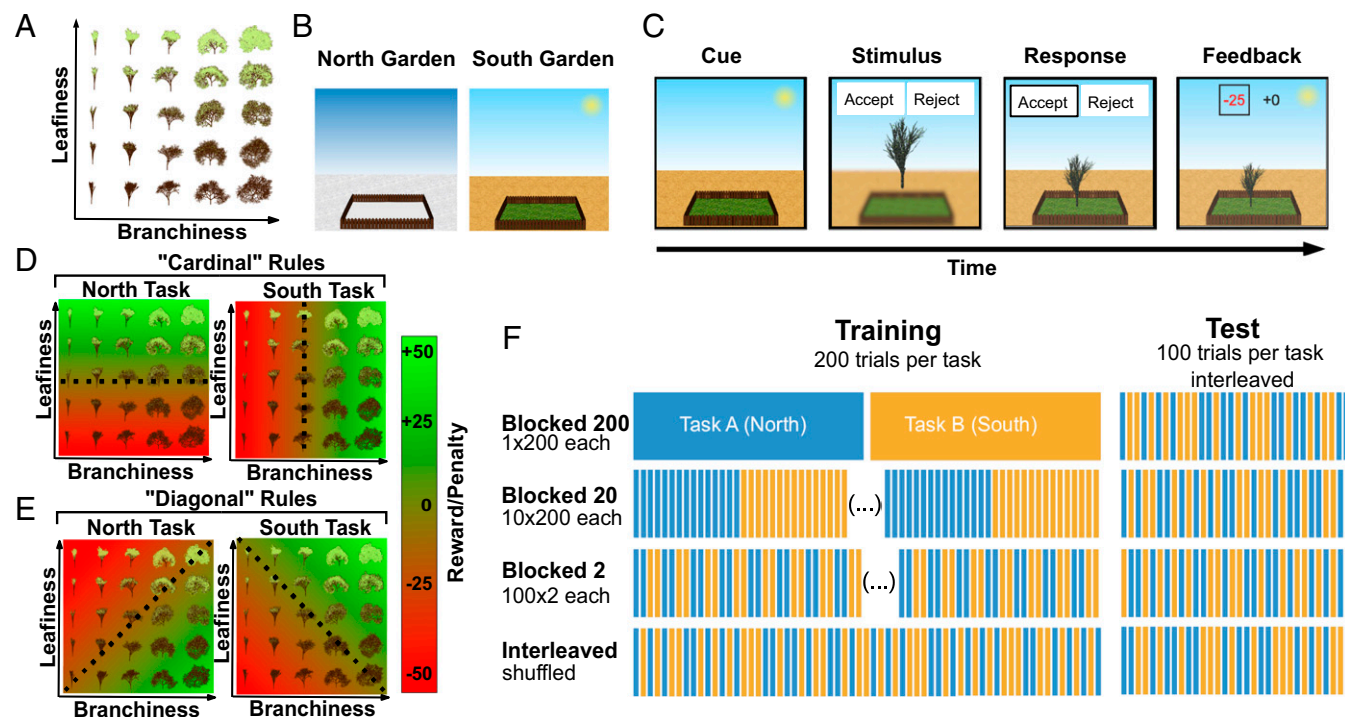 A
Leafiness
Branchiness
B
North Garden
South Garden
C
Cue
Stimulus
Response
Feedback
Accept
Reject
Accept
Reject
-25
+0
Time
D
"Cardinal" Rules
North Task
South Task
Leafiness
Leafiness
Branchiness
Branchiness
E
"Diagonal" Rules
North Task
South Task
Leafiness
Leafiness
Branchiness
Branchiness
+50
+25
0
-25
-50
Reward/Penalty
F
Training
200 trials per task
Test
100 trials per task
interleaved
Blocked 200
1x200 each
Task A (North)
Task B (South)
Blocked 20
10x200 each
(...)
Blocked 2
100x2 each
(...)
Interleaved
shuffled